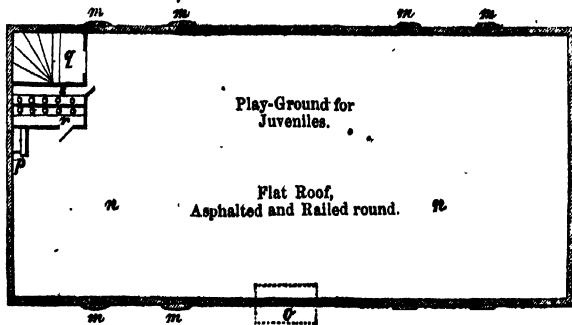 m m m m
q
r
Play-Ground for
Juveniles.
p
Flat Roof,
n Asphalted and Railed round. n
m m o